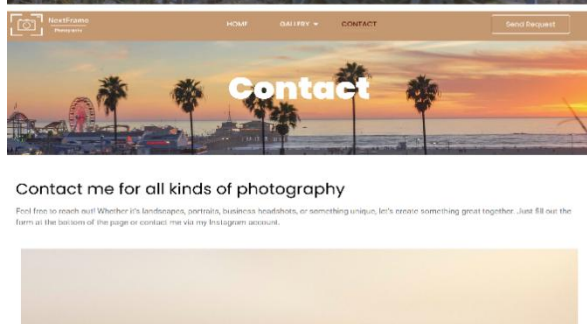 NextFrame
Photography
HOME GALLERY CONTACT Send Request
Contact
Contact me for all kinds of photography
Feel free to reach out! Whether it's landscapes, portraits, business headshots, or something unique, let's create something great together. Just fill out the
form at the bottom of the page or contact me via my Instagram account.